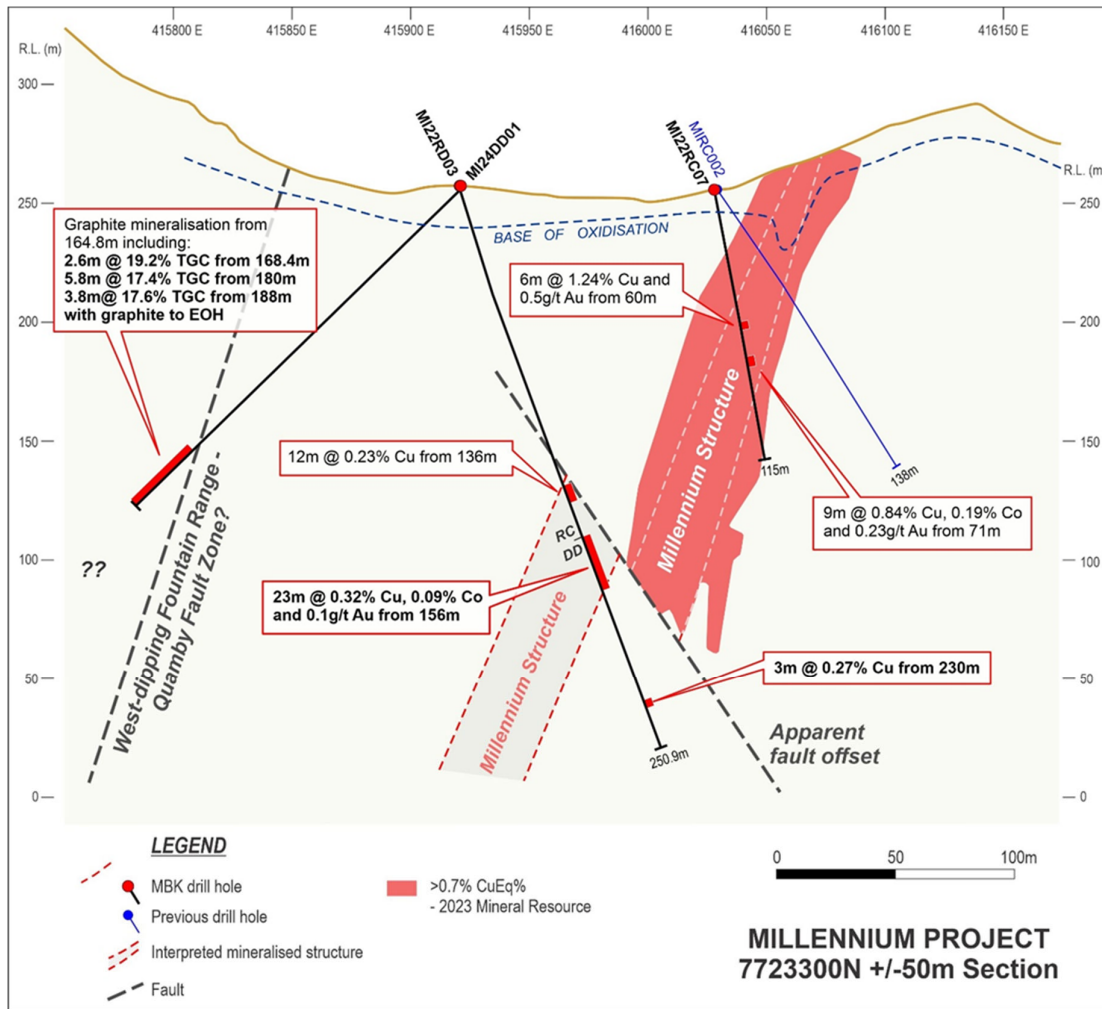 415800 E
415850 E
415900 E
415950 E
416000 E
416050 E
416100 E
416150 E
R.L. (m)
300
250
200
150
100
50
0
R.L. (m)
250
200
150
100
50
0
MI22RD03
MI24DD01
MI22RC07
MIRC002
BASE OF OXIDISATION
Graphite mineralisation from
164.8m including:
2.6m @ 19.2% TGC from 168.4m
5.8m @ 17.4% TGC from 180m
3.8m@ 17.6% TGC from 188m
with graphite to EOH
6m @ 1.24% Cu and
0.5g/t Au from 60m
12m @ 0.23% Cu from 136m
115m
138m
9m @ 0.84% Cu, 0.19% Co
and 0.23g/t Au from 71m
Millennium Structure
RC
DD
23m @ 0.32% Cu, 0.09% Co
and 0.1g/t Au from 156m
Millennium Structure
3m @ 0.27% Cu from 230m
250.9m
Apparent
fault offset
??
West-dipping Fountain Range -
Quamby Fault Zone?
LEGEND
MBK drill hole
Previous drill hole
Interpreted mineralised structure
Fault
>0.7% CuEq%
- 2023 Mineral Resource
0
50
100m
MILLENNIUM PROJECT
7723300N +/-50m Section